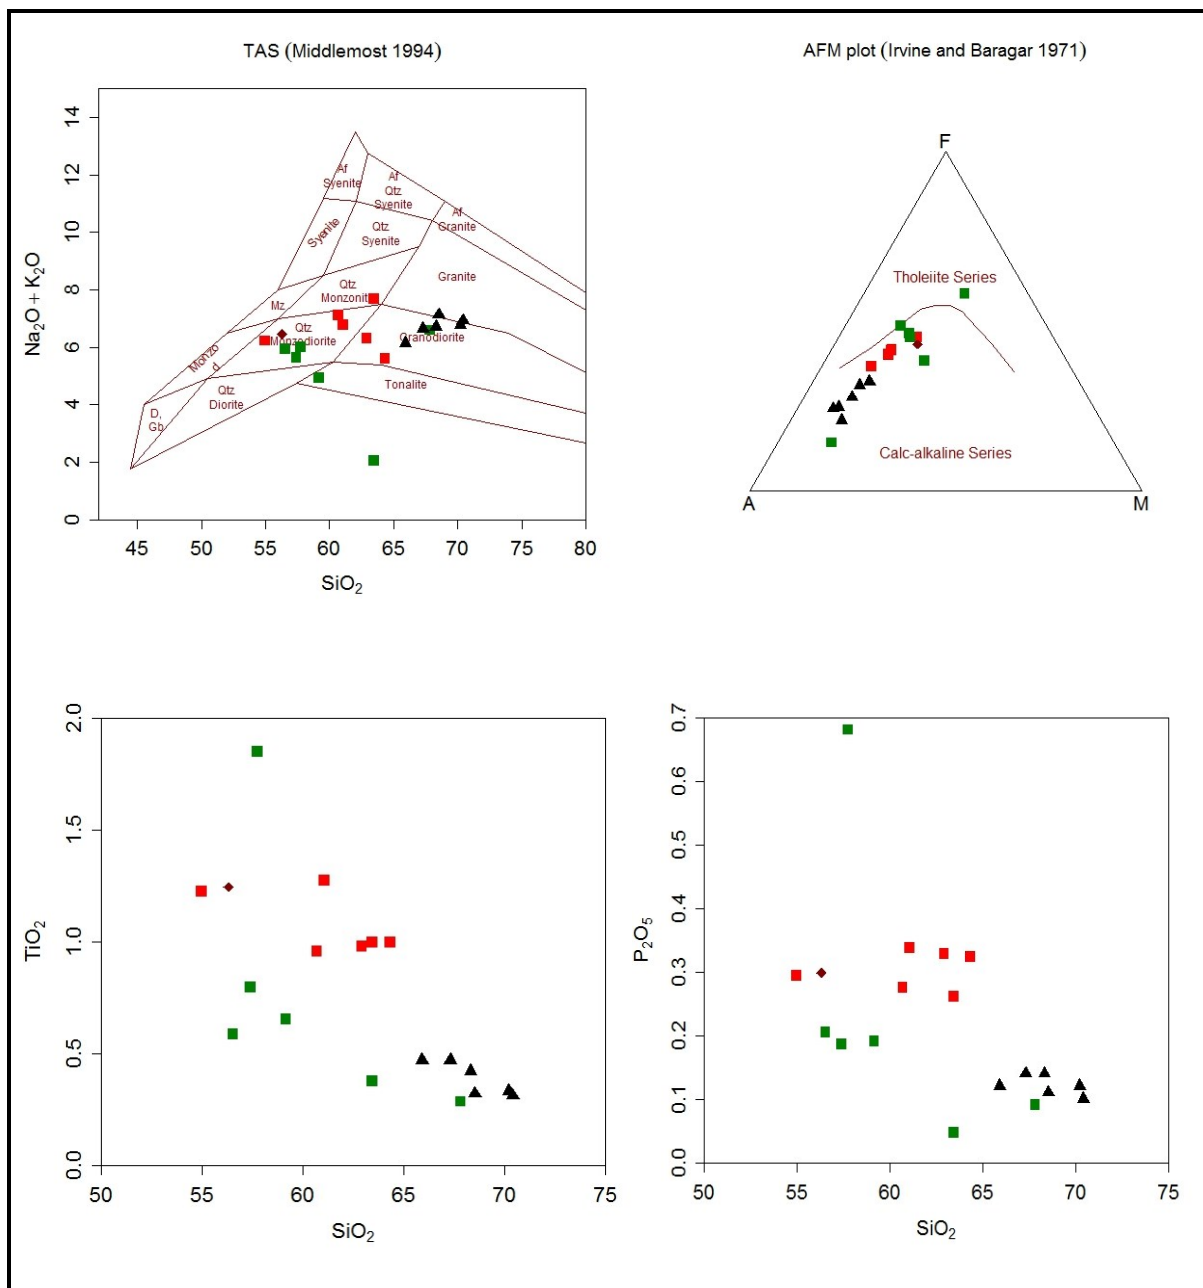 TAS (Middlemost 1994)
Na₂O + K₂O
14
12
10
8
6
4
2
0
Af
Syenite
Af
Qtz
Syenite
Af
Granite
Syenite
Qtz
Syenite
Granite
Mz
Qtz
Monzonite
Monzo
d
Qtz
Monzodiorite
Granodiorite
Tonalite
Qtz
Diorite
D,
Gb
45 50 55 60 65 70 75 80
SiO₂
AFM plot (Irvine and Baragar 1971)
F
Tholeiite Series
Calc-alkaline Series
A M
TiO₂
2.0
1.5
1.0
0.5
0.0
50 55 60 65 70 75
SiO₂
P₂O₅
0.7
0.6
0.5
0.4
0.3
0.2
0.1
0.0
50 55 60 65 70 75
SiO₂